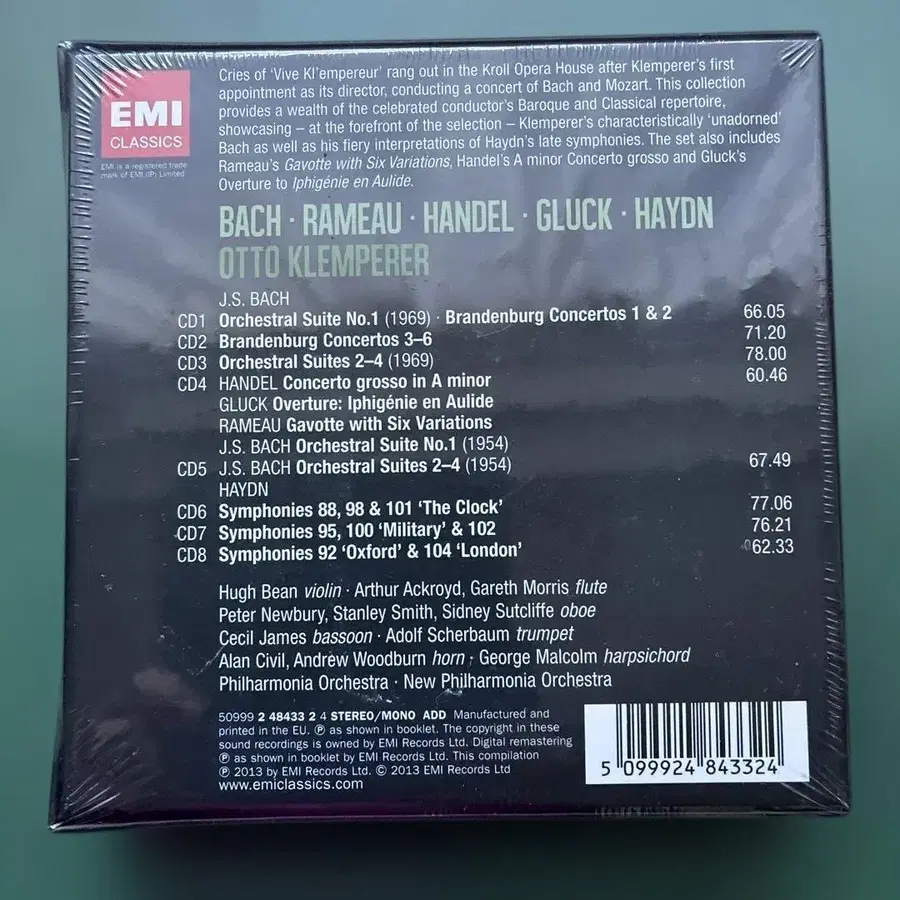 EMI
CLASSICS
EMI is a registered trade
mark of EMI (IP) Limited
Cries of ‘Vive Kl’empereur’ rang out in the Kroll Opera House after Klemperer’s first
appointment as its director, conducting a concert of Bach and Mozart. This collection
provides a wealth of the celebrated conductor’s Baroque and Classical repertoire,
showcasing – at the forefront of the selection – Klemperer’s characteristically ‘unadorned’
Bach as well as his fiery interpretations of Haydn’s late symphonies. The set also includes
Rameau’s Gavotte with Six Variations, Handel’s A minor Concerto grosso and Gluck’s
Overture to Iphigénie en Aulide.
BACH · RAMEAU · HANDEL · GLUCK · HAYDN
OTTO KLEMPERER
J.S. BACH
CD1 Orchestral Suite No.1 (1969) · Brandenburg Concertos 1 & 2 66.05
CD2 Brandenburg Concertos 3–6 71.20
CD3 Orchestral Suites 2–4 (1969) 78.00
CD4 HANDEL Concerto grosso in A minor 60.46
GLUCK Overture: Iphigénie en Aulide
RAMEAU Gavotte with Six Variations
J.S. BACH Orchestral Suite No.1 (1954)
CD5 J.S. BACH Orchestral Suites 2–4 (1954) 67.49
HAYDN
CD6 Symphonies 88, 98 & 101 ‘The Clock’ 77.06
CD7 Symphonies 95, 100 ‘Military’ & 102 76.21
CD8 Symphonies 92 ‘Oxford’ & 104 ‘London’ 62.33
Hugh Bean violin · Arthur Ackroyd, Gareth Morris flute
Peter Newbury, Stanley Smith, Sidney Sutcliffe oboe
Cecil James bassoon · Adolf Scherbaum trumpet
Alan Civil, Andrew Woodburn horn · George Malcolm harpsichord
Philharmonia Orchestra · New Philharmonia Orchestra
50999 2 48433 2 4 STEREO/MONO ADD Manufactured and
printed in the EU. ℗ as shown in booklet. The copyright in these
sound recordings is owned by EMI Records Ltd. Digital remastering
℗ as shown in booklet by EMI Records Ltd. This compilation
℗ 2013 by EMI Records Ltd. © 2013 EMI Records Ltd
www.emiclassics.com
5 099924 843324